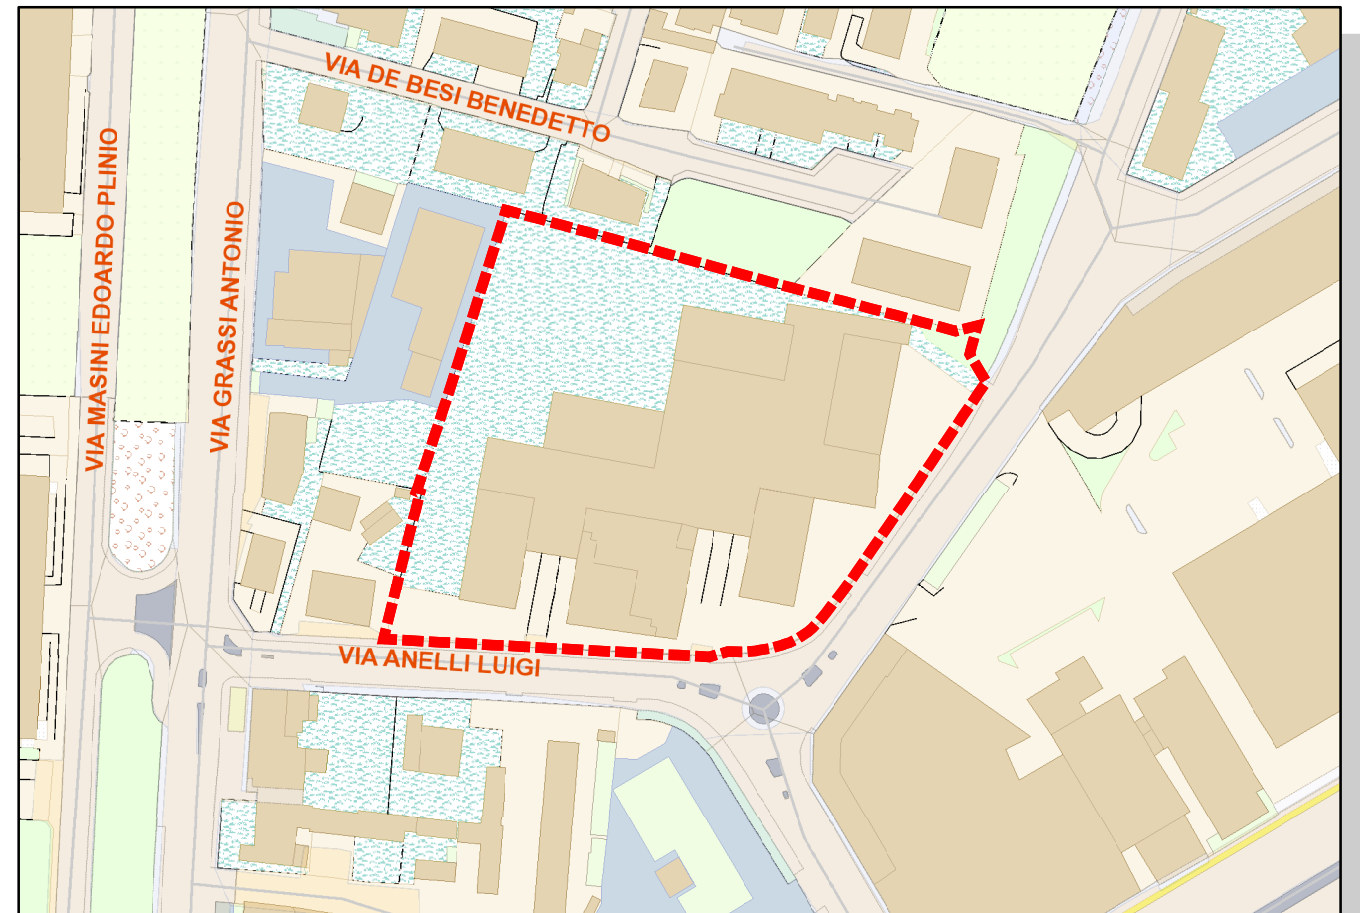 VIA DE BESI BENEDETTO
VIA MASINI EDOARDO PLINIO
VIA GRASSI ANTONIO
VIA ANELLI LUIGI